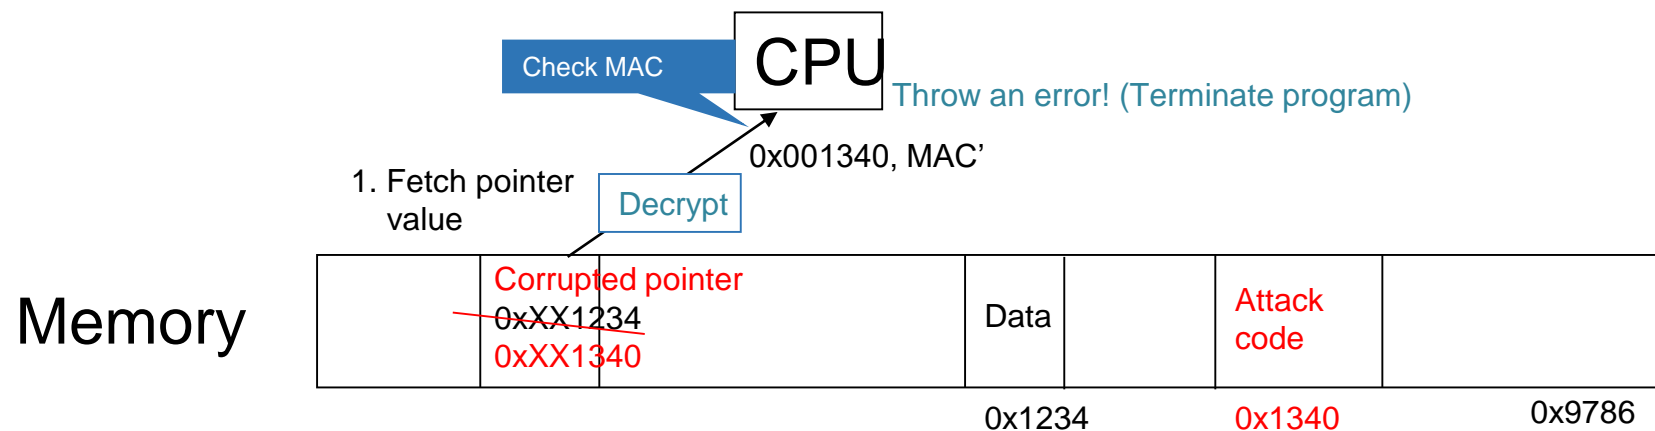 CPU
Check MAC
Throw an error! (Terminate program)
0x001340, MAC’
1. Fetch pointer
value
Decrypt
Memory
Corrupted pointer
0xXX1234
0xXX1340
Data
Attack
code
0x1234
0x1340
0x9786